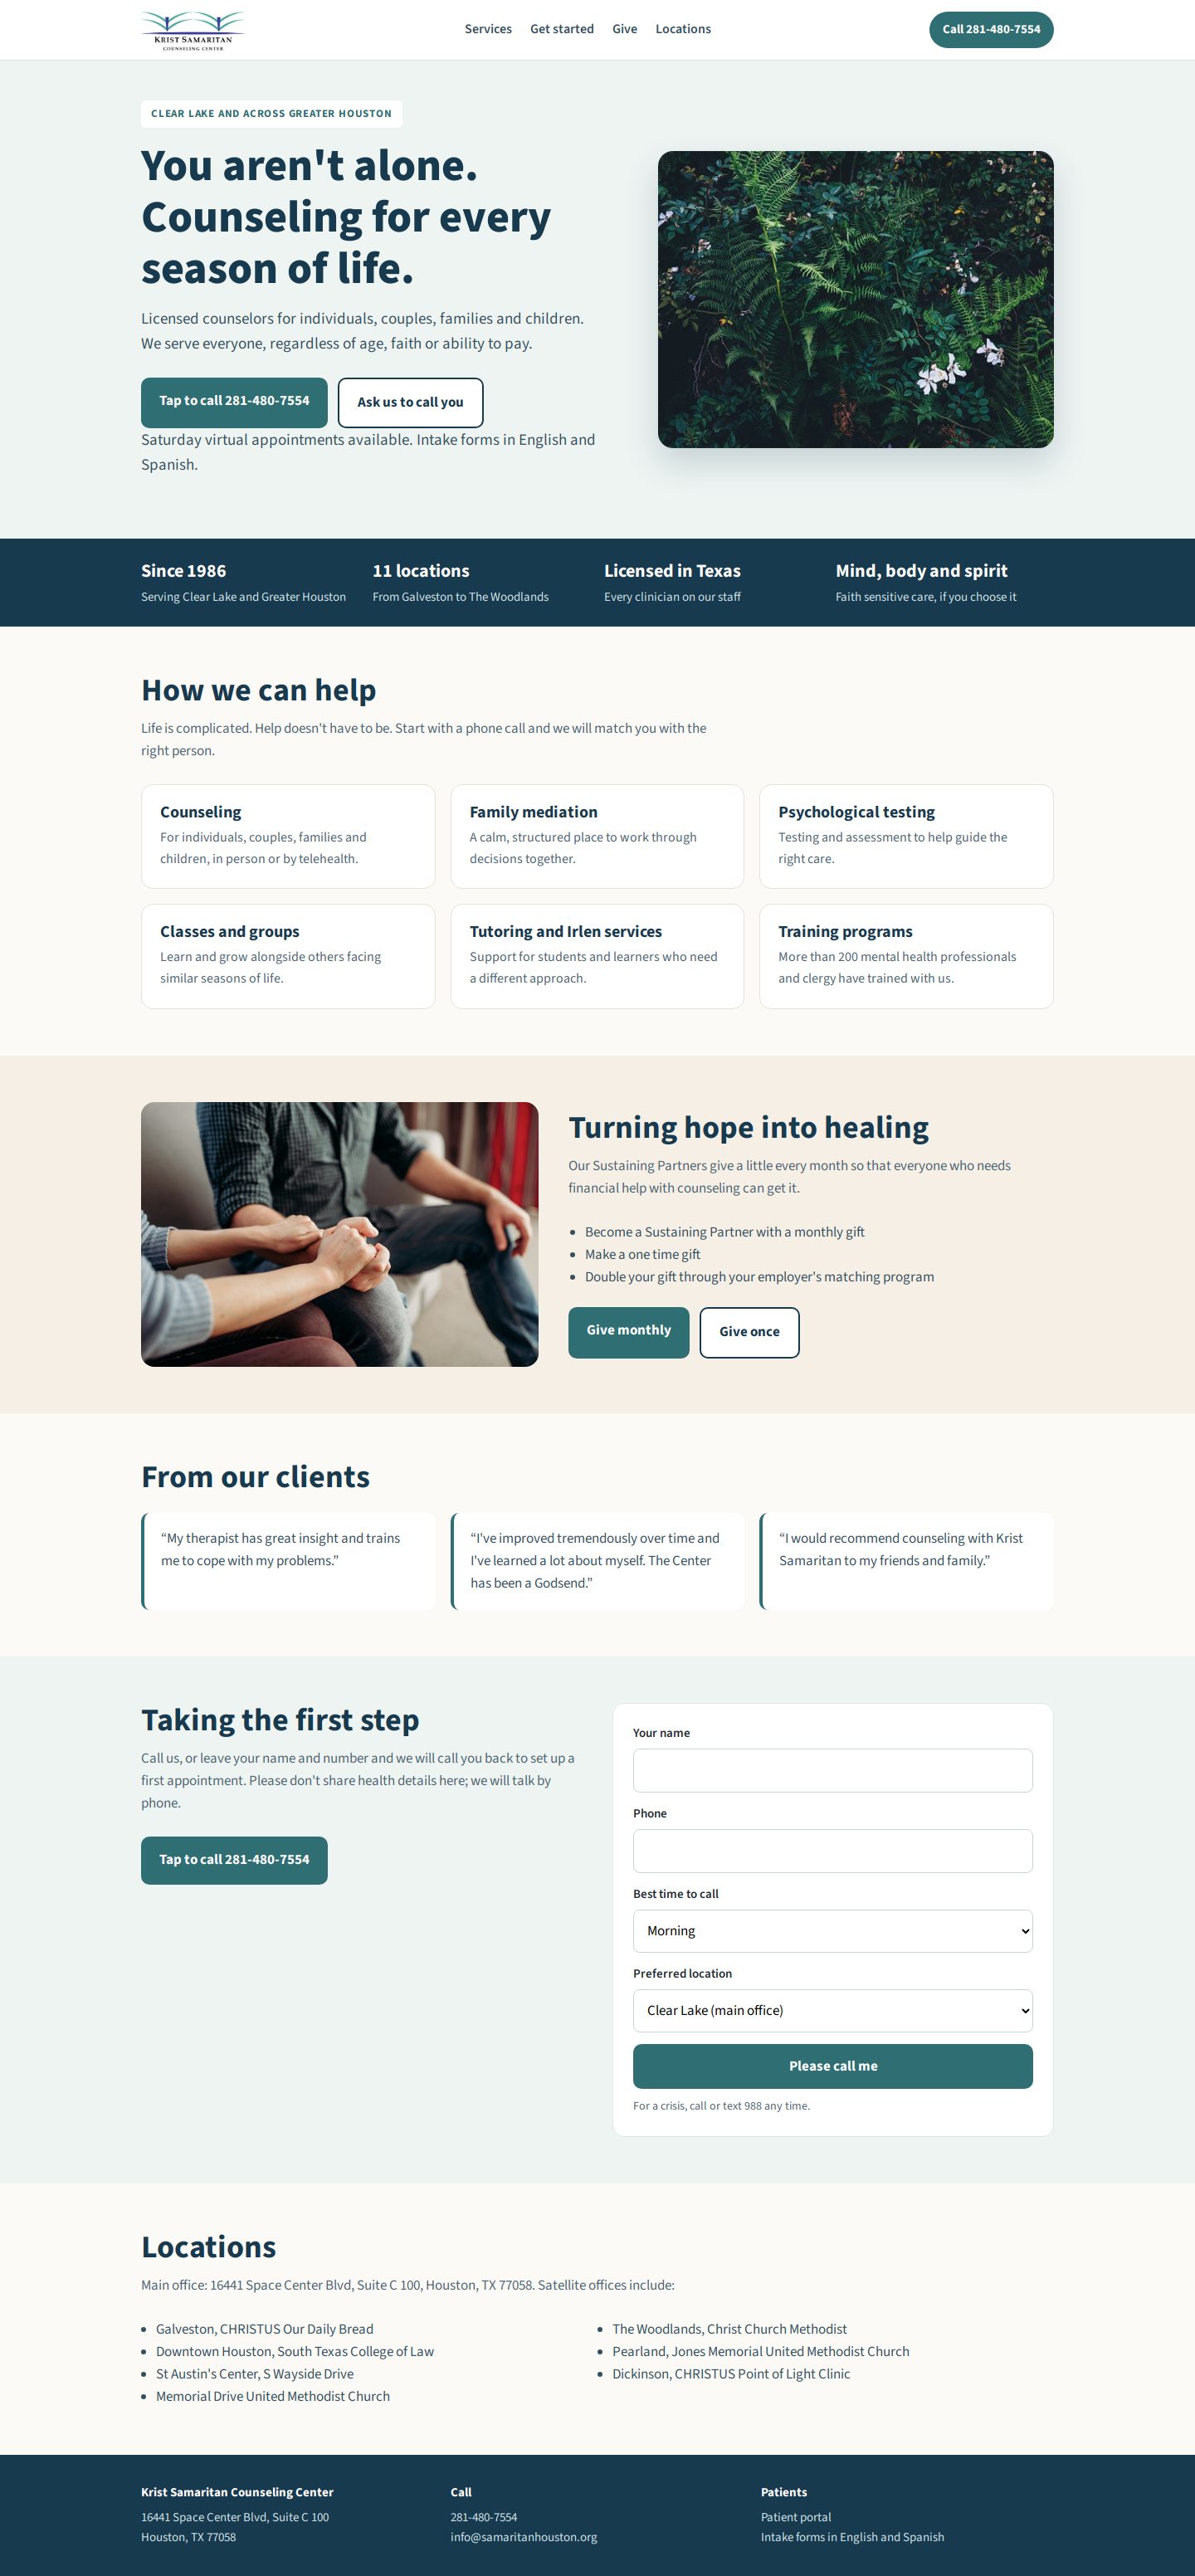 KRIST SAMARITAN
COUNSELING CENTER
Services
Get started
Give
Locations
Call 281-480-7554
CLEAR LAKE AND ACROSS GREATER HOUSTON
You aren't alone.
Counseling for every
season of life.
Licensed counselors for individuals, couples, families and children.
We serve everyone, regardless of age, faith or ability to pay.
Tap to call 281-480-7554
Ask us to call you
Saturday virtual appointments available. Intake forms in English and
Spanish.
Since 1986
Serving Clear Lake and Greater Houston
11 locations
From Galveston to The Woodlands
Licensed in Texas
Every clinician on our staff
Mind, body and spirit
Faith sensitive care, if you choose it
How we can help
Life is complicated. Help doesn't have to be. Start with a phone call and we will match you with the
right person.
Counseling
For individuals, couples, families and
children, in person or by telehealth.
Family mediation
A calm, structured place to work through
decisions together.
Psychological testing
Testing and assessment to help guide the
right care.
Classes and groups
Learn and grow alongside others facing
similar seasons of life.
Tutoring and Irlen services
Support for students and learners who need
a different approach.
Training programs
More than 200 mental health professionals
and clergy have trained with us.
Turning hope into healing
Our Sustaining Partners give a little every month so that everyone who needs
financial help with counseling can get it.
Become a Sustaining Partner with a monthly gift
Make a one time gift
Double your gift through your employer's matching program
Give monthly
Give once
From our clients
“My therapist has great insight and trains
me to cope with my problems.”
“I've improved tremendously over time and
I've learned a lot about myself. The Center
has been a Godsend.”
“I would recommend counseling with Krist
Samaritan to my friends and family.”
Taking the first step
Call us, or leave your name and number and we will call you back to set up a
first appointment. Please don't share health details here; we will talk by
phone.
Tap to call 281-480-7554
Your name
Phone
Best time to call
Morning
Preferred location
Clear Lake (main office)
Please call me
For a crisis, call or text 988 any time.
Locations
Main office: 16441 Space Center Blvd, Suite C 100, Houston, TX 77058. Satellite offices include:
Galveston, CHRISTUS Our Daily Bread
Downtown Houston, South Texas College of Law
St Austin's Center, S Wayside Drive
Memorial Drive United Methodist Church
The Woodlands, Christ Church Methodist
Pearland, Jones Memorial United Methodist Church
Dickinson, CHRISTUS Point of Light Clinic
Krist Samaritan Counseling Center
16441 Space Center Blvd, Suite C 100
Houston, TX 77058
Call
281-480-7554
info@samaritanhouston.org
Patients
Patient portal
Intake forms in English and Spanish